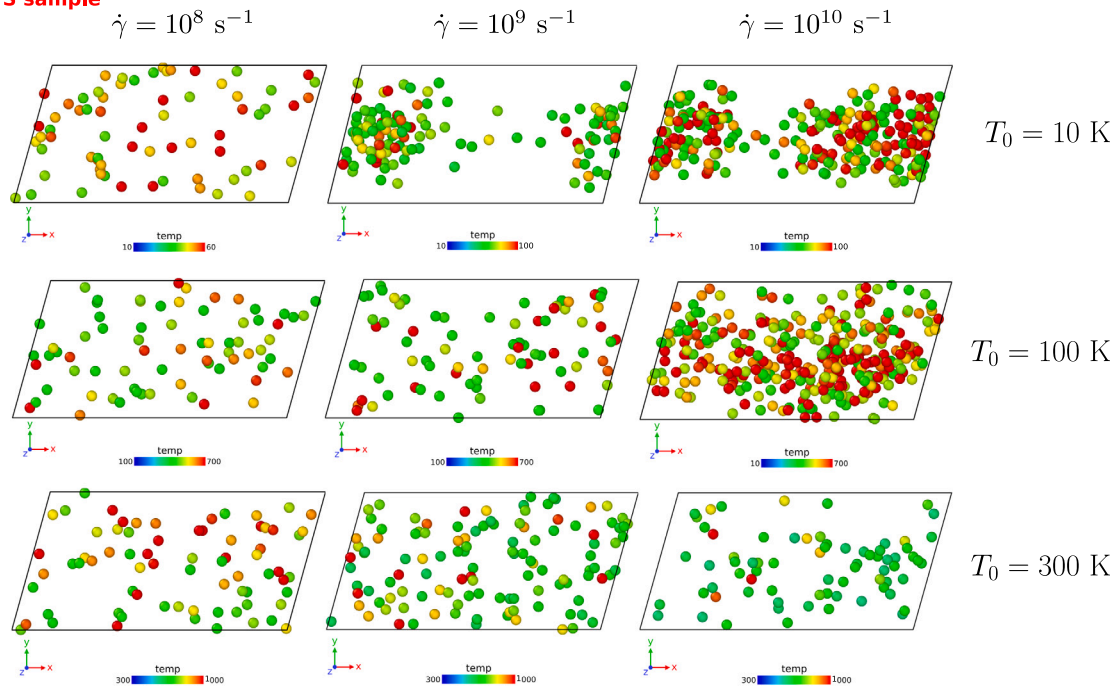 S sample
γ̇ = 10⁸ s⁻¹ γ̇ = 10⁹ s⁻¹ γ̇ = 10¹⁰ s⁻¹
T₀ = 10 K
y y y
z x z x z x
temp temp temp
10 60 10 100 10 100
T₀ = 100 K
y y y
z x z x z x
temp temp temp
100 700 100 700 10 700
T₀ = 300 K
y y y
z x z x z x
temp temp temp
300 1000 300 1000 300 1000